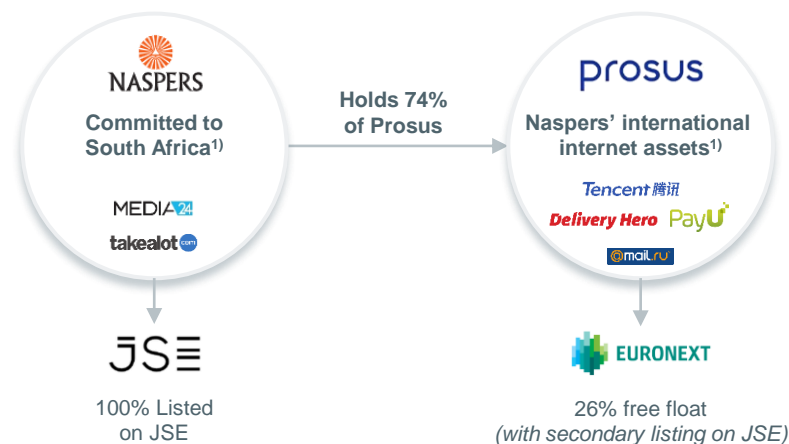 NASPERS
Committed to
South Africa¹⁾
MEDIA24
takealot com
Holds 74%
of Prosus
prosus
Naspers’ international
internet assets¹⁾
Tencent 腾讯
Delivery Hero PayU
@mail.ru
JSE
100% Listed
on JSE
EURONEXT
26% free float
(with secondary listing on JSE)